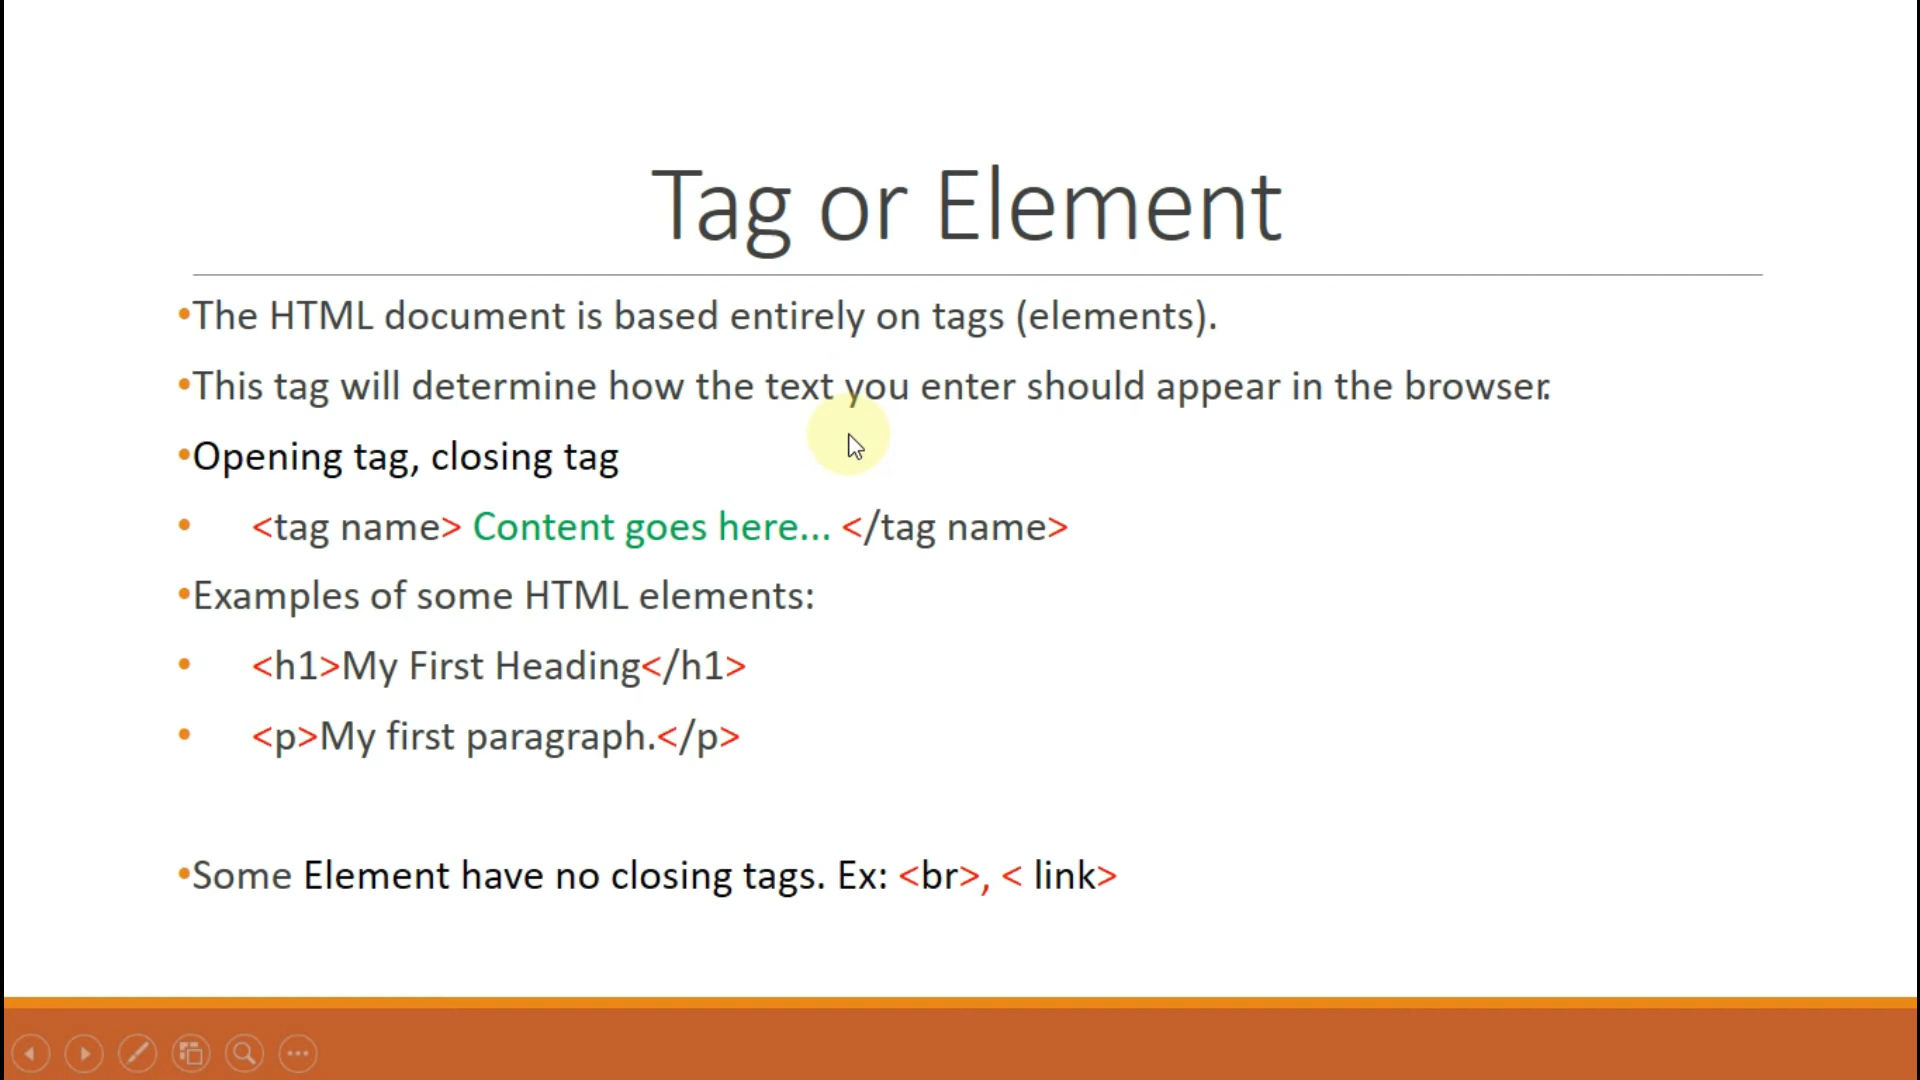 Tag or Element
•The HTML document is based entirely on tags (elements).
•This tag will determine how the text you enter should appear in the browser.
•Opening tag, closing tag
• <tag name> Content goes here... </tag name>
•Examples of some HTML elements:
• <h1>My First Heading</h1>
• <p>My first paragraph.</p>
•Some Element have no closing tags. Ex: <br>, < link>